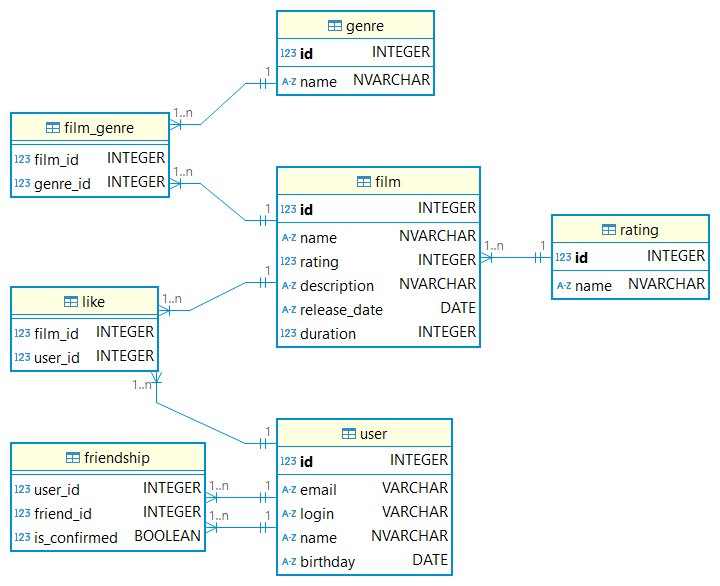 genre
123 id INTEGER
A-Z name NVARCHAR
1
1..n
film_genre
123 film_id INTEGER
123 genre_id INTEGER
1..n
1
film
123 id INTEGER
A-Z name NVARCHAR
123 rating INTEGER
A-Z description NVARCHAR
A-Z release_date DATE
123 duration INTEGER
1..n
1
rating
123 id INTEGER
A-Z name NVARCHAR
1
1..n
like
123 film_id INTEGER
123 user_id INTEGER
1..n
1
user
123 id INTEGER
A-Z email VARCHAR
A-Z login VARCHAR
A-Z name NVARCHAR
A-Z birthday DATE
friendship
123 user_id INTEGER
123 friend_id INTEGER
A-Z is_confirmed BOOLEAN
1..n
1
1..n
1